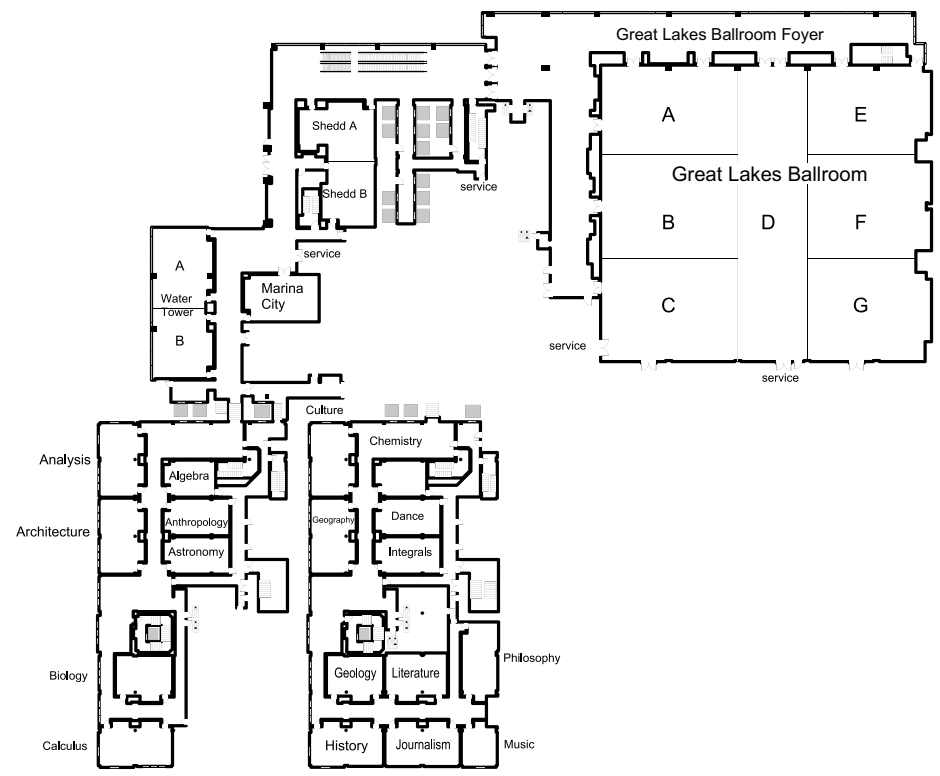 Great Lakes Ballroom Foyer
A
E
Shedd A
Great Lakes Ballroom
service
Shedd B
B
D
F
service
A
Marina
City
Water
Tower
C
G
B
service
service
Culture
Chemistry
Analysis
Algebra
Architecture
Anthropology
Geography
Dance
Astronomy
Integrals
Biology
Geology
Literature
Philosophy
Calculus
History
Journalism
Music